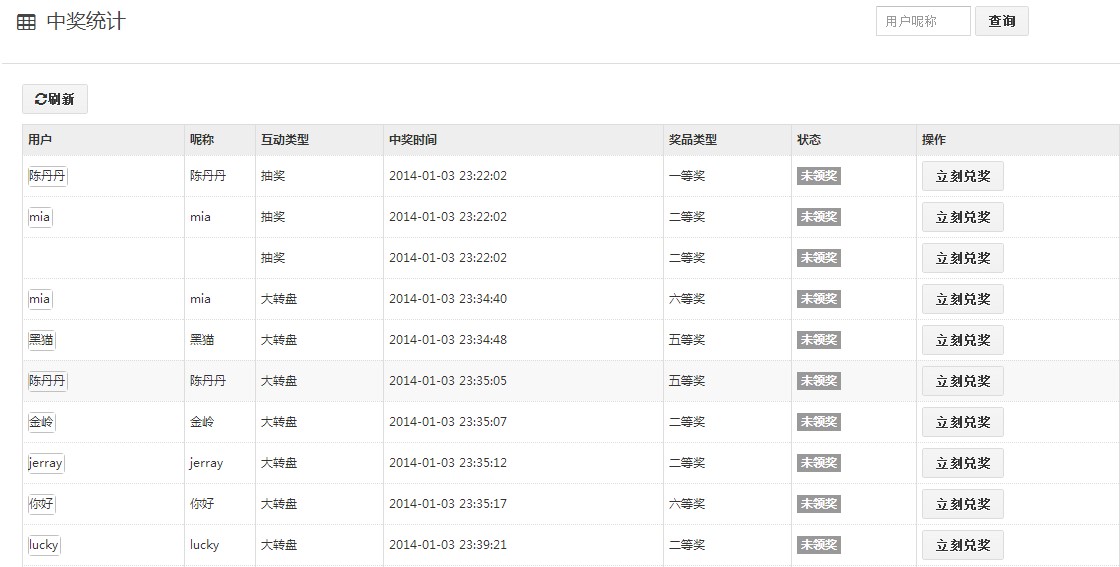 中奖统计
用户昵称 查询
刷新
用户 昵称 互动类型 中奖时间 奖品类型 状态 操作
陈丹丹 陈丹丹 抽奖 2014-01-03 23:22:02 一等奖 未领奖 立刻兑奖
mia mia 抽奖 2014-01-03 23:22:02 二等奖 未领奖 立刻兑奖
抽奖 2014-01-03 23:22:02 二等奖 未领奖 立刻兑奖
mia mia 大转盘 2014-01-03 23:34:40 六等奖 未领奖 立刻兑奖
黑猫 黑猫 大转盘 2014-01-03 23:34:48 五等奖 未领奖 立刻兑奖
陈丹丹 陈丹丹 大转盘 2014-01-03 23:35:05 五等奖 未领奖 立刻兑奖
金岭 金岭 大转盘 2014-01-03 23:35:07 二等奖 未领奖 立刻兑奖
jerray jerray 大转盘 2014-01-03 23:35:12 二等奖 未领奖 立刻兑奖
你好 你好 大转盘 2014-01-03 23:35:17 六等奖 未领奖 立刻兑奖
lucky lucky 大转盘 2014-01-03 23:39:21 二等奖 未领奖 立刻兑奖